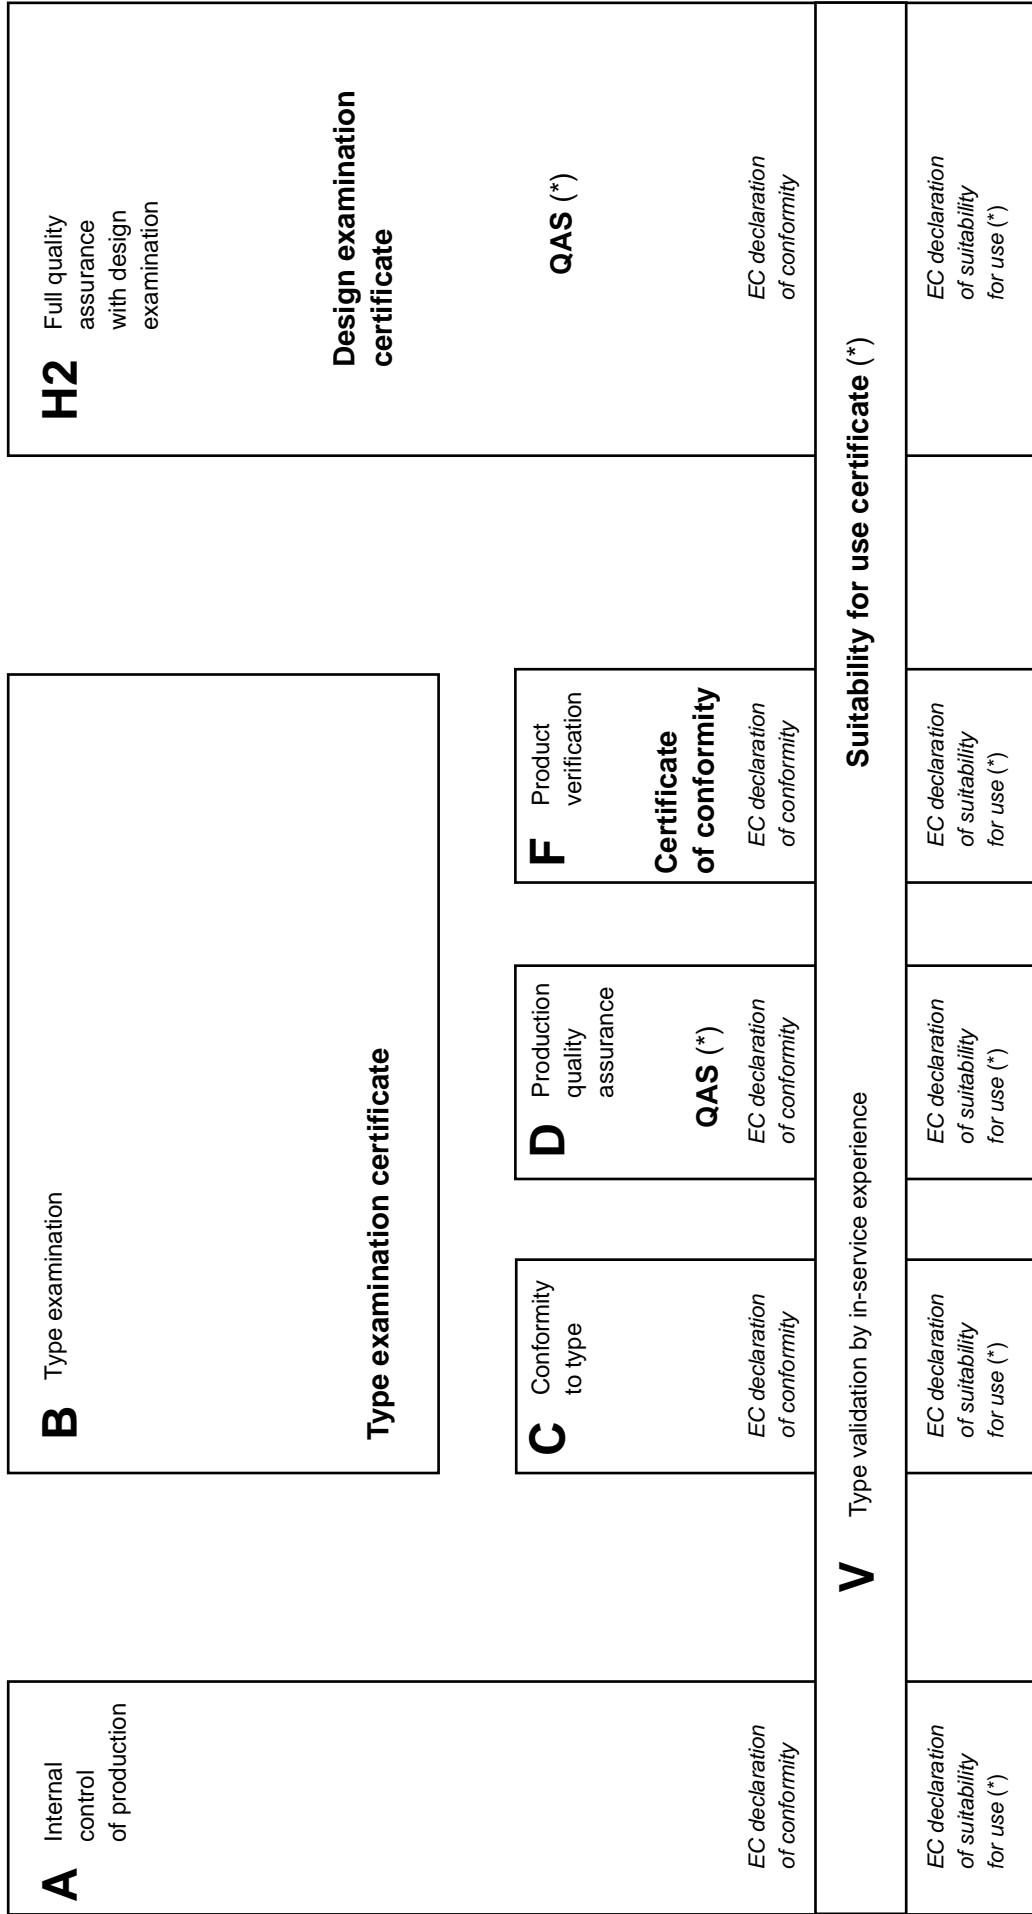 A Internal
control
of production
EC declaration
of conformity
B Type examination
Type examination certificate
C Conformity
to type
EC declaration
of conformity
D Production
quality
assurance
QAS (*)
EC declaration
of conformity
F Product
verification
Certificate
of conformity
EC declaration
of conformity
H2 Full quality
assurance
with design
examination
Design examination
certificate
QAS (*)
EC declaration
of conformity
V Type validation by in-service experience
Suitability for use certificate (*)
EC declaration
of suitability
for use (*)
EC declaration
of suitability
for use (*)
EC declaration
of suitability
for use (*)
EC declaration
of suitability
for use (*)
EC declaration
of suitability
for use (*)